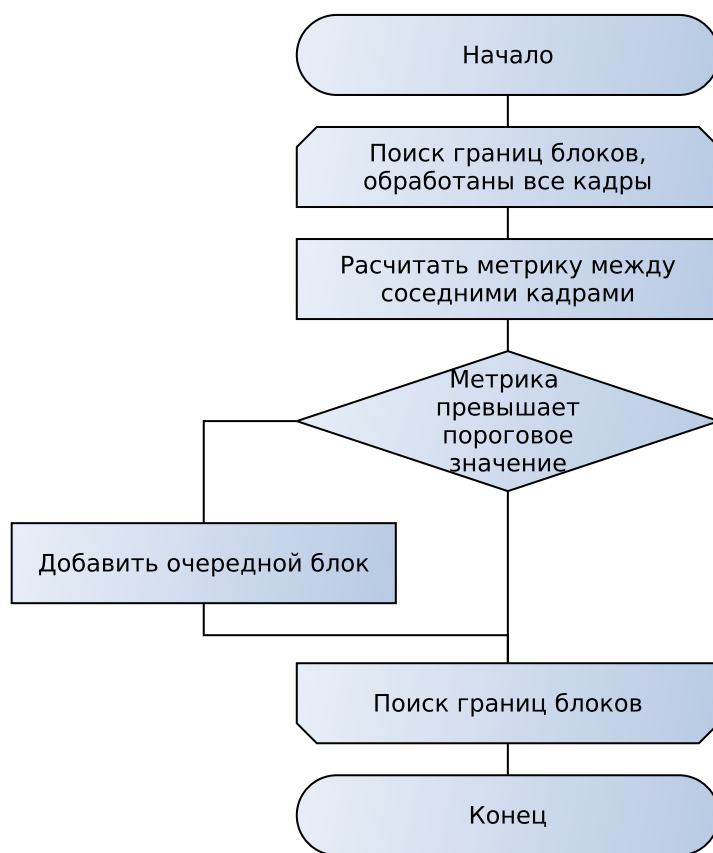 Начало
Поиск границ блоков,
обработаны все кадры
Расчитать метрику между
соседними кадрами
Метрика
превышает
пороговое
значение
Добавить очередной блок
Поиск границ блоков
Конец